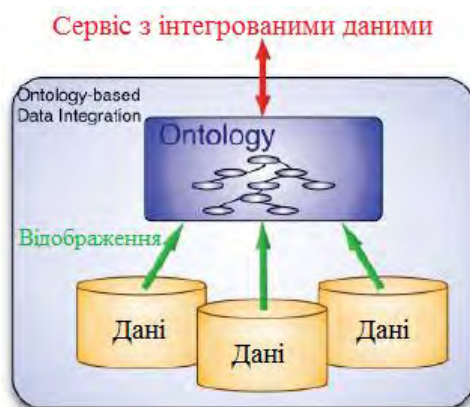 Сервіс з інтегрованими даними
Ontology-based
Data Integration
Ontology
Відображення
Дані
Дані
Дані